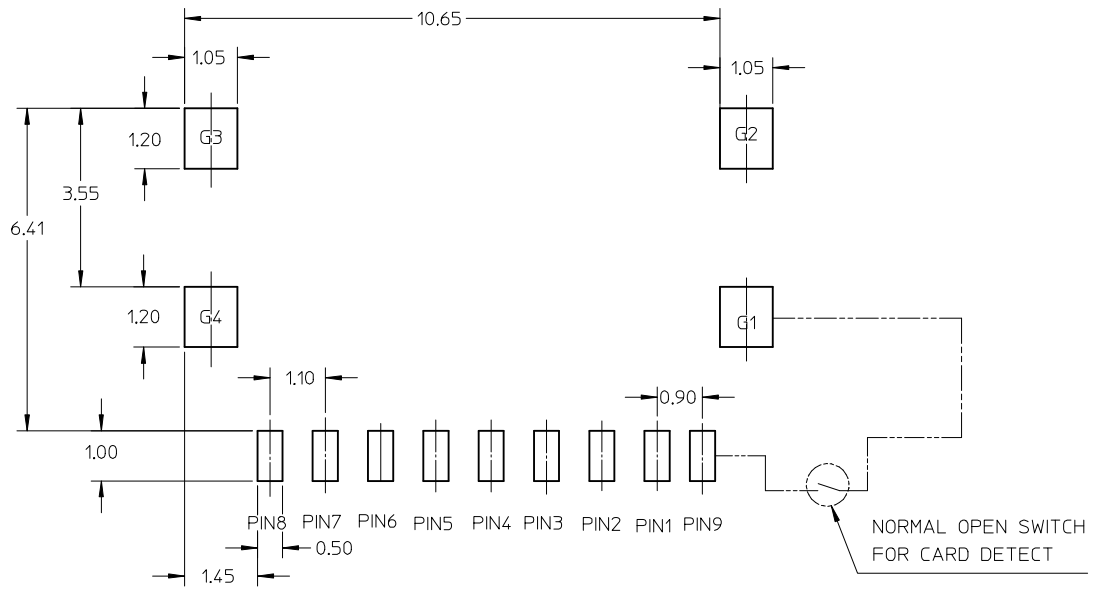 10.65
1.05
1.05
G3
G2
1.20
3.55
6.41
G4
G1
1.20
1.10
0.90
1.00
PIN8 PIN7 PIN6 PIN5 PIN4 PIN3 PIN2 PIN1 PIN9
NORMAL OPEN SWITCH
FOR CARD DETECT
0.50
1.45